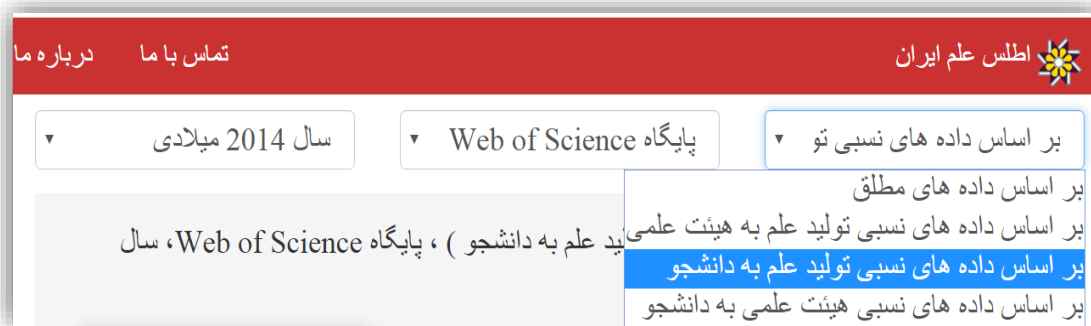 اطلس علم ایران
تماس با ما
درباره ما
بر اساس داده های نسبی تو
پایگاه Web of Science
سال 2014 میلادی
بر اساس داده های مطلق
بر اساس داده های نسبی تولید علم به هیئت علمی
بر اساس داده های نسبی تولید علم به دانشجو
بر اساس داده های نسبی هیئت علمی به دانشجو
ید علم به دانشجو ) ، پایگاه Web of Science، سال